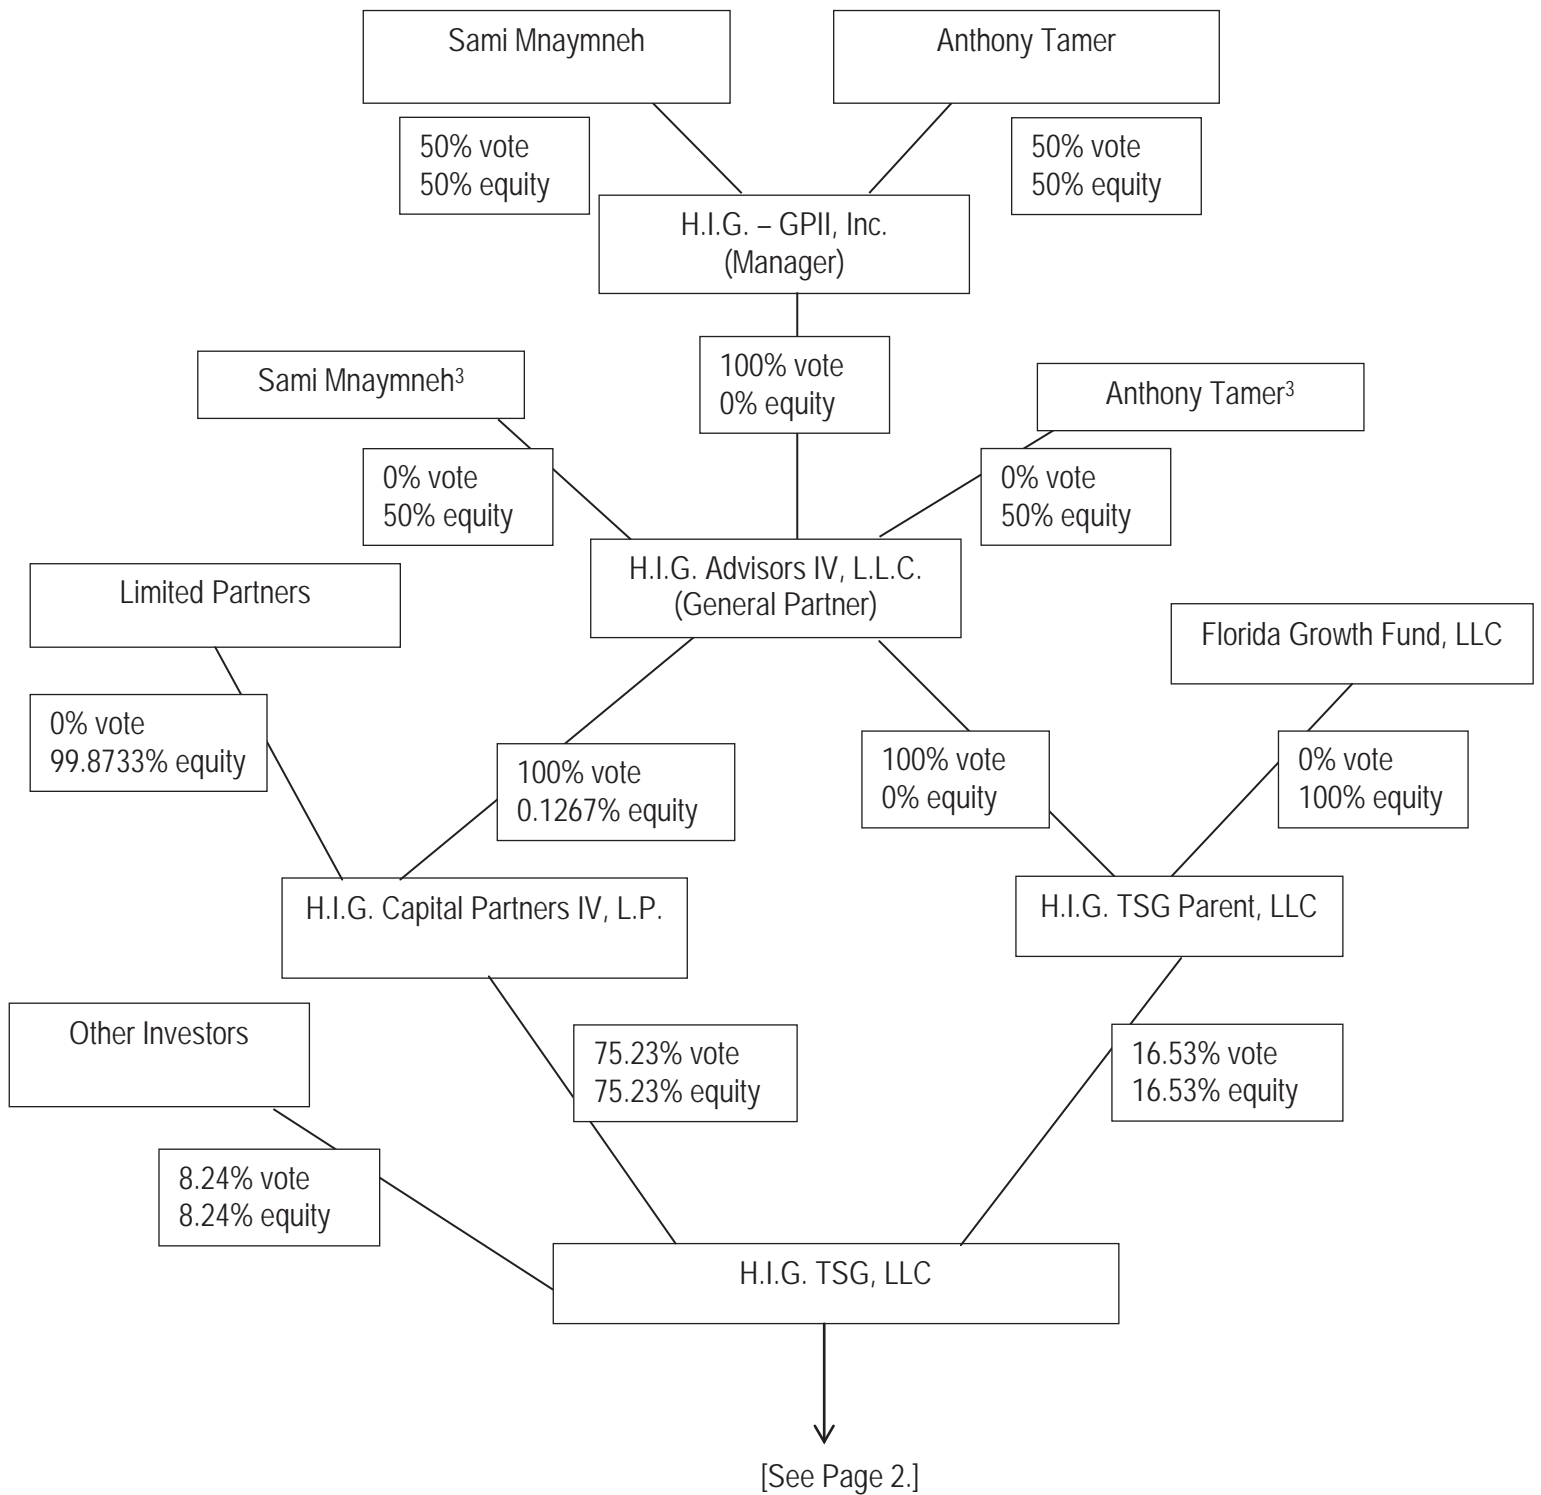 Sami Mnaymneh
Anthony Tamer
50% vote
50% equity
50% vote
50% equity
H.I.G. – GPII, Inc.
(Manager)
100% vote
0% equity
Sami Mnaymneh³
Anthony Tamer³
0% vote
50% equity
0% vote
50% equity
H.I.G. Advisors IV, L.L.C.
(General Partner)
Limited Partners
Florida Growth Fund, LLC
0% vote
99.8733% equity
100% vote
0.1267% equity
100% vote
0% equity
0% vote
100% equity
H.I.G. Capital Partners IV, L.P.
H.I.G. TSG Parent, LLC
Other Investors
75.23% vote
75.23% equity
16.53% vote
16.53% equity
8.24% vote
8.24% equity
H.I.G. TSG, LLC
[See Page 2.]